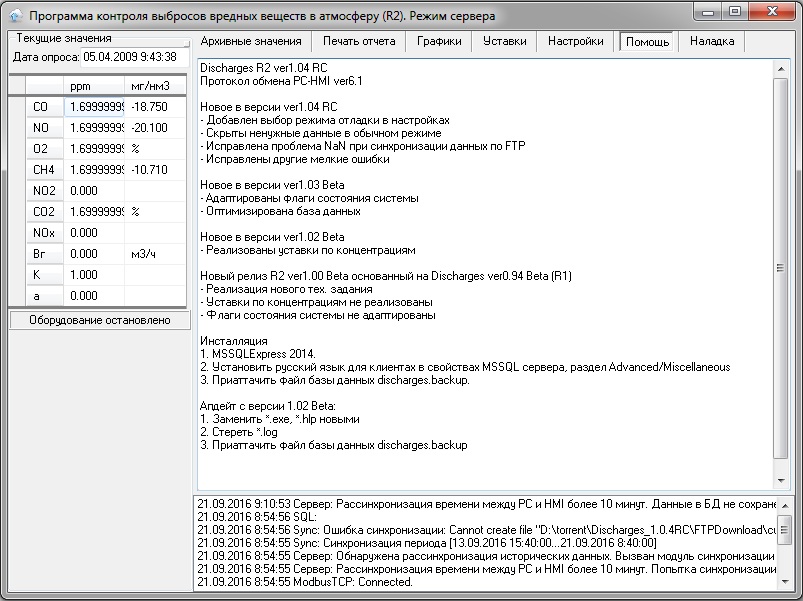 Программа контроля выбросов вредных веществ в атмосферу (R2). Режим сервера
Текущие значения
Дата опроса: 05.04.2009 9:43:38
ppm мг/нм3
CO 1.69999999 -18.750
NO 1.69999999 -20.100
O2 1.69999999 %
CH4 1.69999999 -10.710
NO2 0.000
CO2 1.69999999 %
NOx 0.000
Вг 0.000 м3/ч
К 1.000
a 0.000
Оборудование остановлено
Архивные значения Печать отчета Графики Уставки Настройки Помощь Наладка
Discharges R2 ver1.04 RC
Протокол обмена PC-HMI ver6.1
Новое в версии ver1.04 RC
- Добавлен выбор режима отладки в настройках
- Скрыты ненужные данные в обычном режиме
- Исправлена проблема NaN при синхронизации данных по FTP
- Исправлены другие мелкие ошибки
Новое в версии ver1.03 Beta
- Адаптированы флаги состояния системы
- Оптимизирована база данных
Новое в версии ver1.02 Beta
- Реализованы уставки по концентрациям
Новый релиз R2 ver1.00 Beta основанный на Discharges ver0.94 Beta (R1)
- Реализация нового тех. задания
- Уставки по концентрациям не реализованы
- Флаги состояния системы не адаптированы
Инсталляция
1. MSSQLExpress 2014.
2. Установить русский язык для клиентах в свойствах MSSQL сервера, раздел Advanced/Miscellaneous
3. Приаттачить файл базы данных discharges.backup.
Апдейт с версии 1.02 Beta:
1. Заменить *.exe, *.hlp новыми
2. Стереть *.log
3. Приаттачить файл базы данных discharges.backup
21.09.2016 9:10:53 Сервер: Рассинхронизация времени между PC и HMI более 10 минут. Данные в БД не сохране
21.09.2016 8:54:56 SQL:
21.09.2016 8:54:56 Sync: Ошибка синхронизации: Cannot create file "D:\torrent\Discharges_1.0.4RC\FTPDownload\cu
21.09.2016 8:54:55 Sync: Синхронизация периода [13.09.2016 15:40:00...21.09.2016 8:40:00]
21.09.2016 8:54:55 Сервер: Обнаружена рассинхронизация исторических данных. Вызван модуль синхронизации
21.09.2016 8:54:55 Сервер: Рассинхронизация времени между PC и HMI более 10 минут. Попытка синхронизации
21.09.2016 8:54:55 ModbusTCP: Connected.